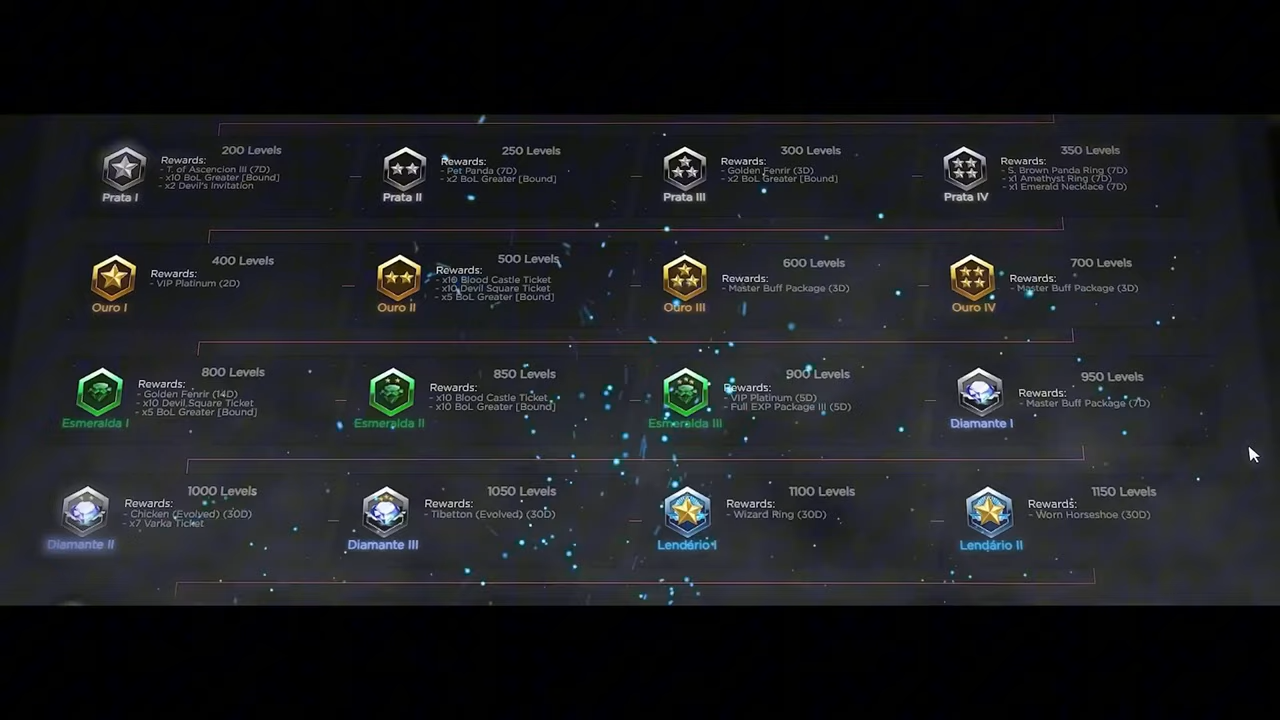 200 Levels
Rewards:
- T. of Ascension III (7D)
- x10 BoL Greater [Bound]
- x2 Devil's Invitation
Prata I
250 Levels
Rewards:
- Pet Panda (7D)
- x2 BoL Greater [Bound]
Prata II
300 Levels
Rewards:
- Golden Fenrir (3D)
- x2 BoL Greater [Bound]
Prata III
350 Levels
Rewards:
- S. Brown Panda Ring (7D)
- x1 Amethyst Ring (7D)
- x1 Emerald Necklace (7D)
Prata IV
400 Levels
Rewards:
- VIP Platinum (2D)
Ouro I
500 Levels
Rewards:
- x10 Blood Castle Ticket
- x10 Devil Square Ticket
- x5 BoL Greater [Bound]
Ouro II
600 Levels
Rewards:
- Master Buff Package (3D)
Ouro III
700 Levels
Rewards:
- Master Buff Package (3D)
Ouro IV
800 Levels
Rewards:
- Golden Fenrir (14D)
- x10 Devil Square Ticket
- x5 BoL Greater [Bound]
Esmeralda I
850 Levels
Rewards:
- x10 Blood Castle Ticket
- x10 BoL Greater [Bound]
Esmeralda II
900 Levels
Rewards:
- VIP Platinum (5D)
- Full EXP Package III (5D)
Esmeralda III
950 Levels
Rewards:
- Master Buff Package (7D)
Diamante I
1000 Levels
Rewards:
- Chicken (Evolved) (30D)
- x7 Varka Ticket
Diamante II
1050 Levels
Rewards:
- Tibetton (Evolved) (30D)
Diamante III
1100 Levels
Rewards:
- Wizard Ring (30D)
Lendário I
1150 Levels
Rewards:
- Worn Horseshoe (30D)
Lendário II